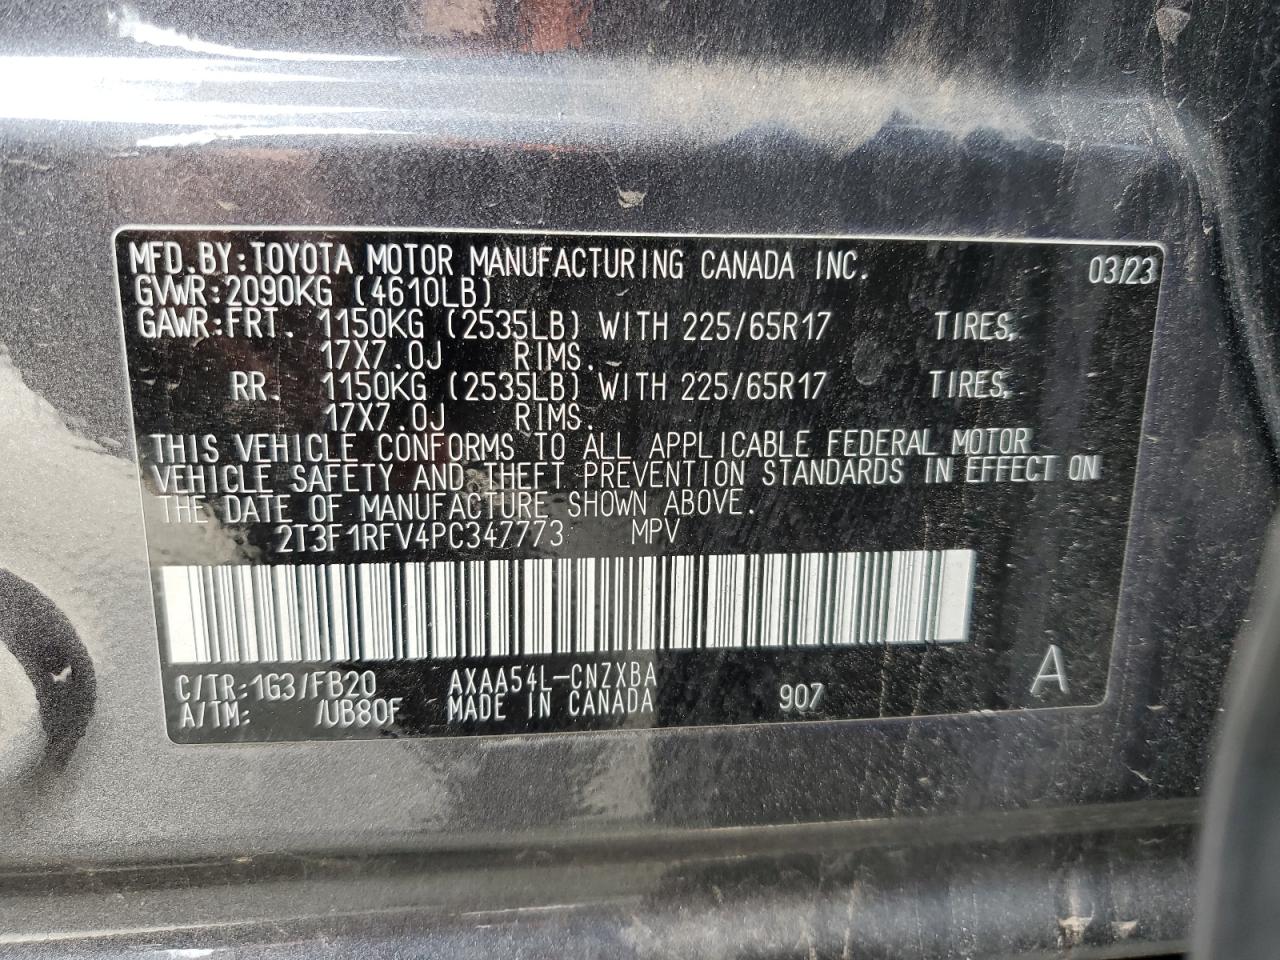 MFD.BY:TOYOTA MOTOR MANUFACTURING CANADA INC. 03/23
GVWR:2090KG (4610LB)
GAWR:FRT. 1150KG (2535LB) WITH 225/65R17 TIRES,
17X7.0J RIMS.
RR. 1150KG (2535LB) WITH 225/65R17 TIRES,
17X7.0J RIMS.
THIS VEHICLE CONFORMS TO ALL APPLICABLE FEDERAL MOTOR
VEHICLE SAFETY AND THEFT PREVENTION STANDARDS IN EFFECT ON
THE DATE OF MANUFACTURE SHOWN ABOVE.
2T3F1RFV4PC347773 MPV
C/TR:1G3/FB20 AXAA54L-CNZXBA
A/TM: /UB80F MADE IN CANADA 907 A